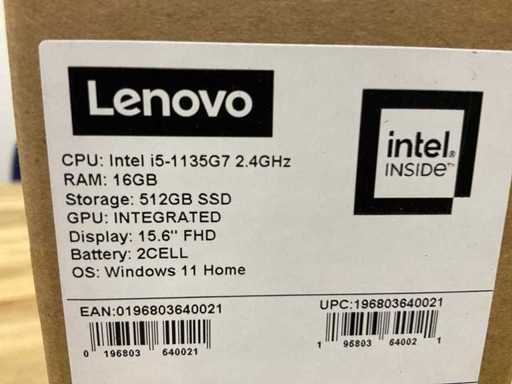 Lenovo
intel®
INSIDE™
CPU: Intel i5-1135G7 2.4GHz
RAM: 16GB
Storage: 512GB SSD
GPU: INTEGRATED
Display: 15.6" FHD
Battery: 2CELL
OS: Windows 11 Home
EAN:0196803640021
UPC:196803640021
0 196803 640021
1 96803 64002 1